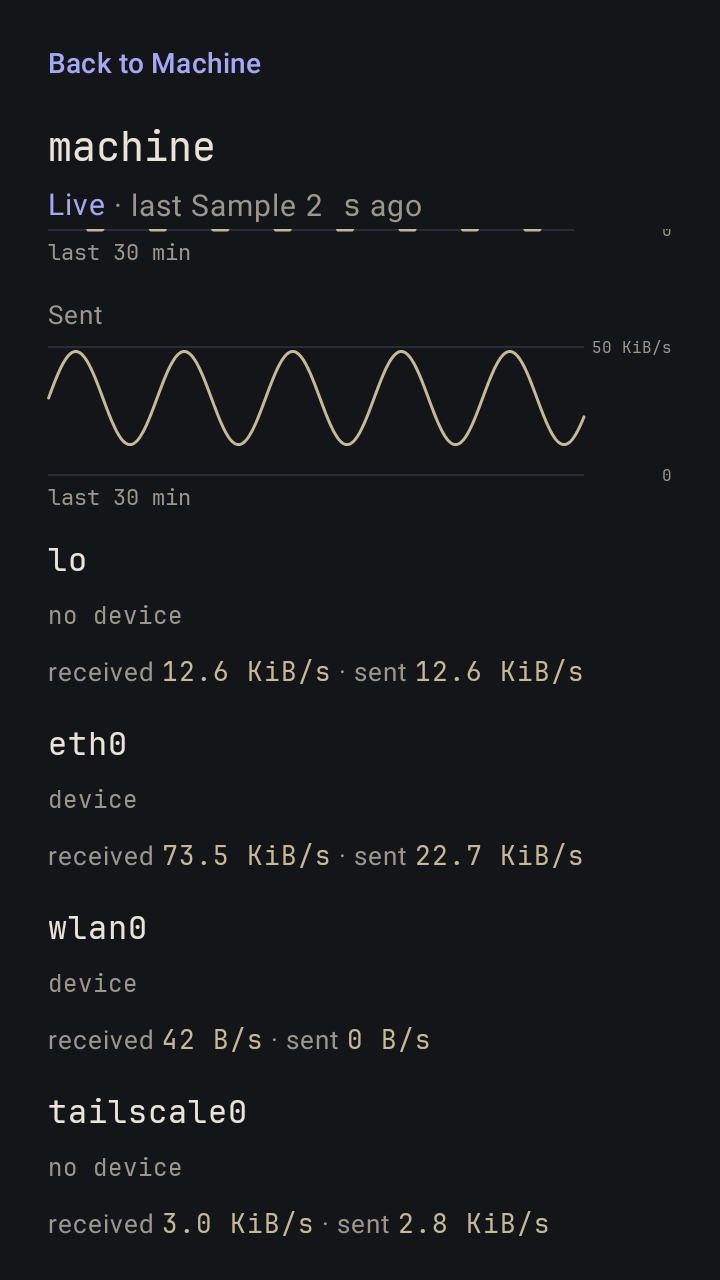 Back to Machine
machine
Live · last Sample 2 s ago
0
last 30 min
Sent
50 KiB/s
0
last 30 min
lo
no device
received 12.6 KiB/s · sent 12.6 KiB/s
eth0
device
received 73.5 KiB/s · sent 22.7 KiB/s
wlan0
device
received 42 B/s · sent 0 B/s
tailscale0
no device
received 3.0 KiB/s · sent 2.8 KiB/s